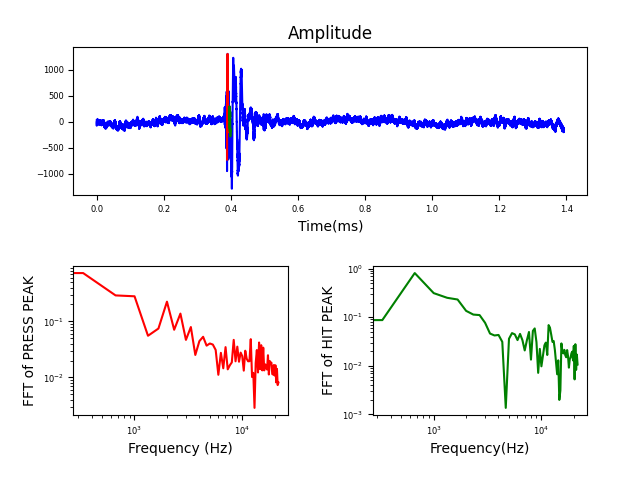 Amplitude
1000
500
0
−500
−1000
0.0 0.2 0.4 0.6 0.8 1.0 1.2 1.4
Time(ms)
FFT of PRESS PEAK
10⁻¹
10⁻²
10³ 10⁴
Frequency (Hz)
FFT of HIT PEAK
10⁰
10⁻¹
10⁻²
10⁻³
10³ 10⁴
Frequency(Hz)